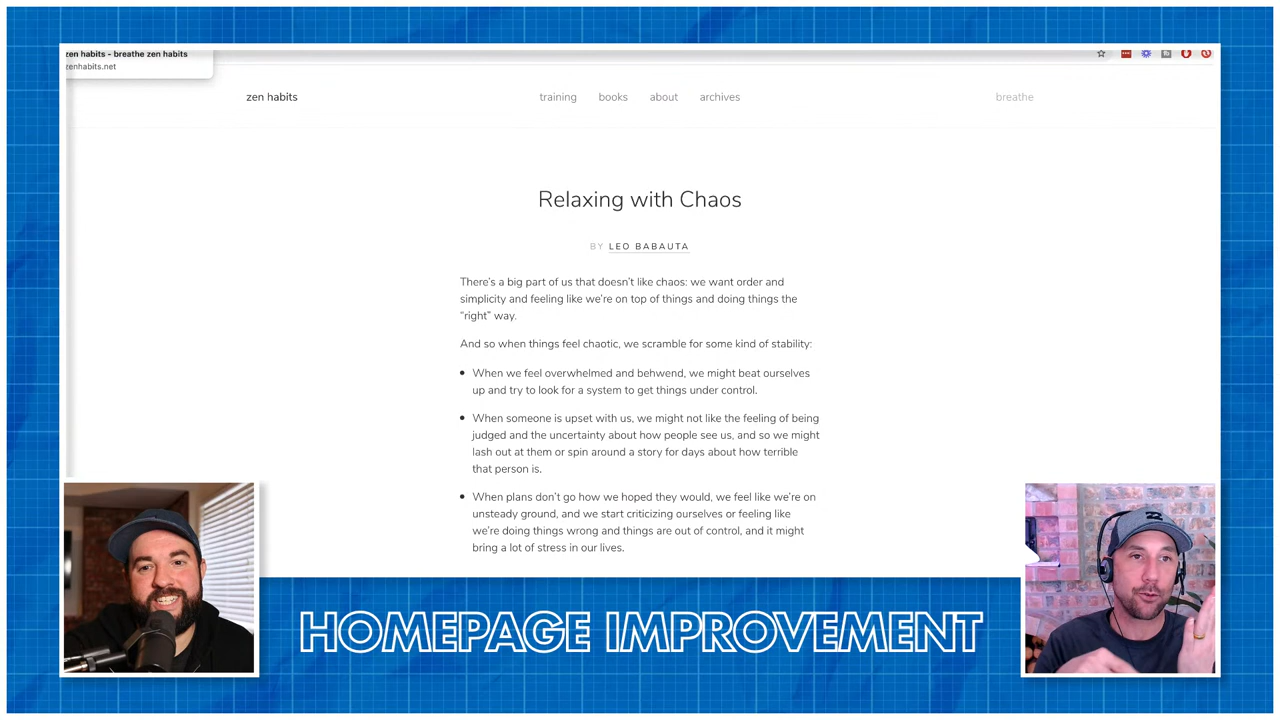 zen habits - breathe zen habits
zenhabits.net
zen habits
training books about archives
breathe
Relaxing with Chaos
BY LEO BABAUTA
There's a big part of us that doesn't like chaos: we want order and
simplicity and feeling like we're on top of things and doing things the
“right” way.
And so when things feel chaotic, we scramble for some kind of stability:
• When we feel overwhelmed and behwend, we might beat ourselves
up and try to look for a system to get things under control.
• When someone is upset with us, we might not like the feeling of being
judged and the uncertainty about how people see us, and so we might
lash out at them or spin around a story for days about how terrible
that person is.
• When plans don't go how we hoped they would, we feel like we're on
unsteady ground, and we start criticizing ourselves or feeling like
we're doing things wrong and things are out of control, and it might
bring a lot of stress in our lives.
HOMEPAGE IMPROVEMENT